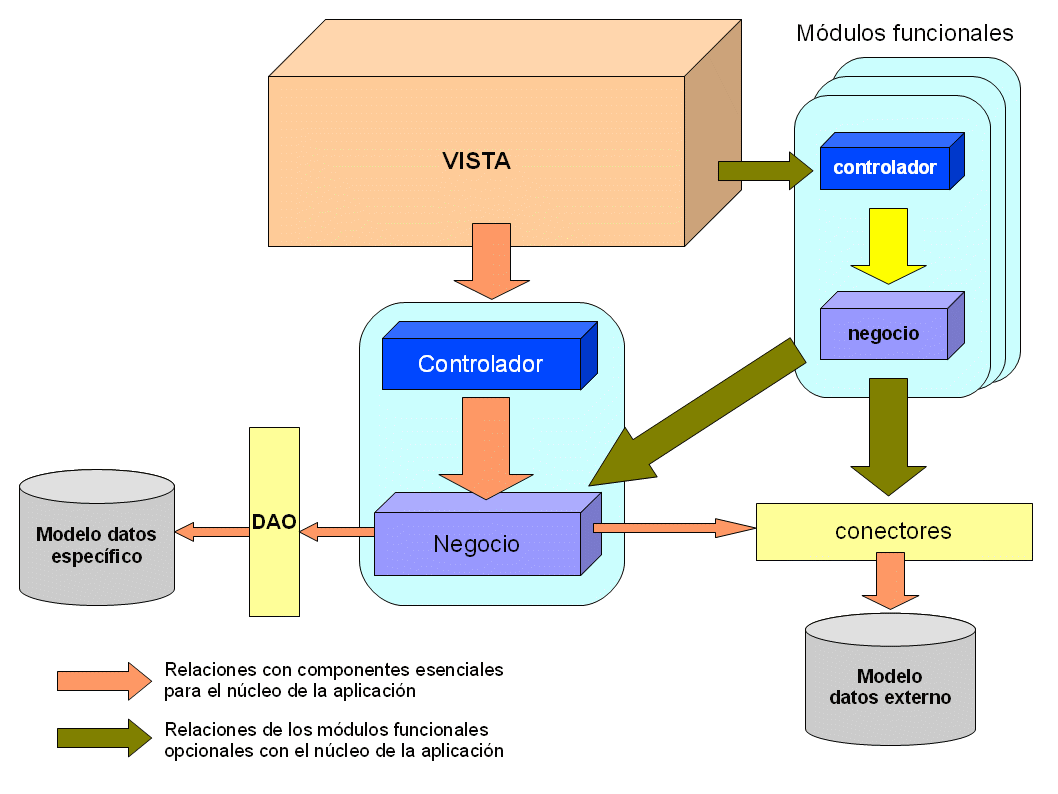 Módulos funcionales
VISTA
controlador
negocio
Controlador
DAO
Modelo datos
específico
Negocio
conectores
Modelo
datos externo
Relaciones con componentes esenciales
para el núcleo de la aplicación
Relaciones de los módulos funcionales
opcionales con el núcleo de la aplicación